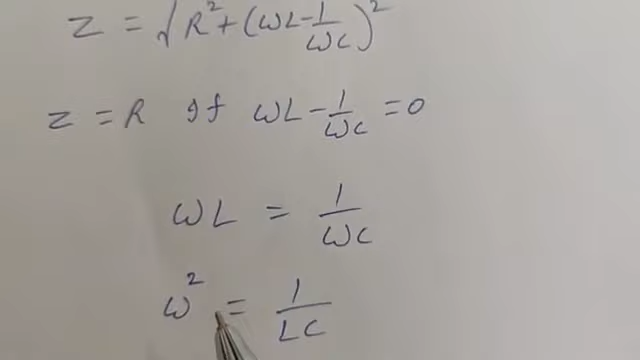 Z = √R² + (ωL - 1/ωC)²
Z = R If ωL - 1/ωC = 0
ωL = 1/ωC
ω² = 1/LC